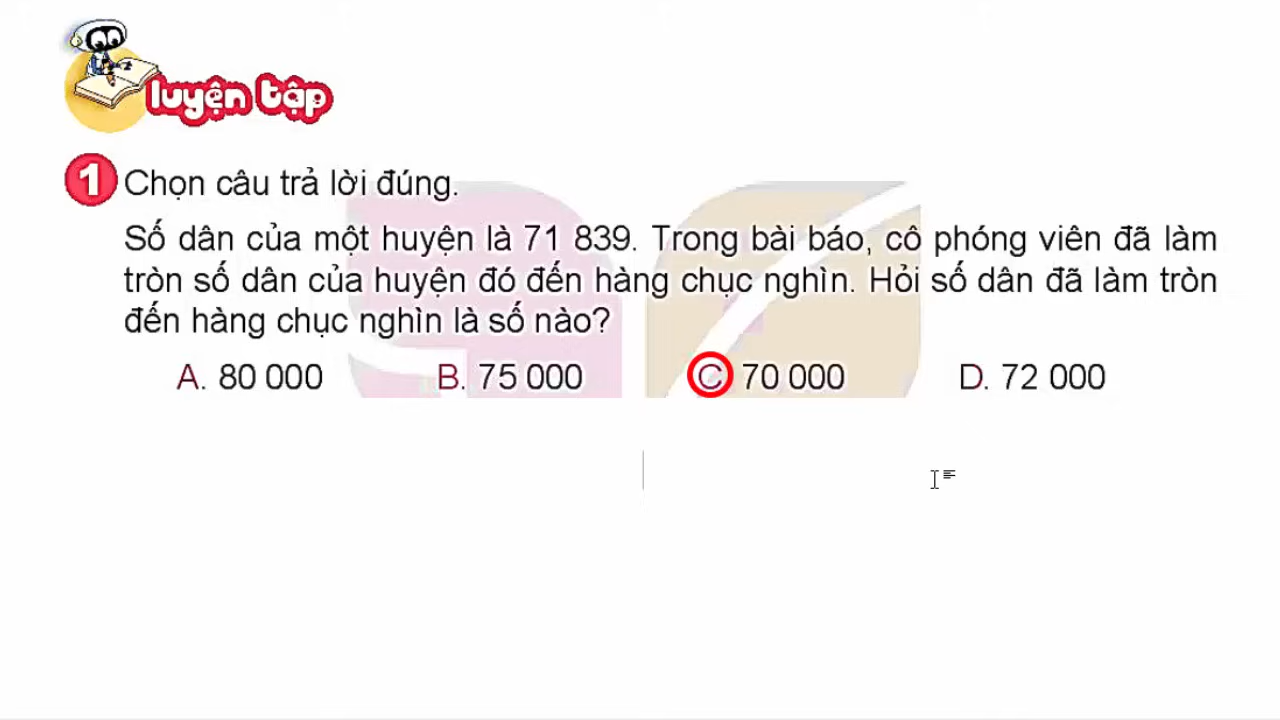 luyện tập
1 Chọn câu trả lời đúng.
Số dân của một huyện là 71 839. Trong bài báo, cô phóng viên đã làm
tròn số dân của huyện đó đến hàng chục nghìn. Hỏi số dân đã làm tròn
đến hàng chục nghìn là số nào?
A. 80 000 B. 75 000 C 70 000 D. 72 000